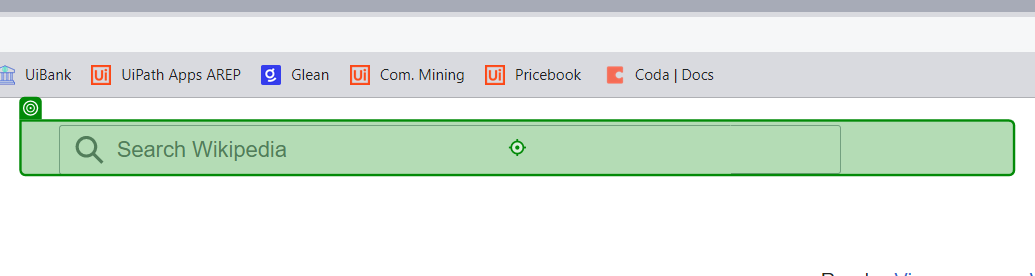 UiBank Ui UiPath Apps AREP g Glean Ui Com. Mining Ui Pricebook Coda | Docs
Search Wikipedia